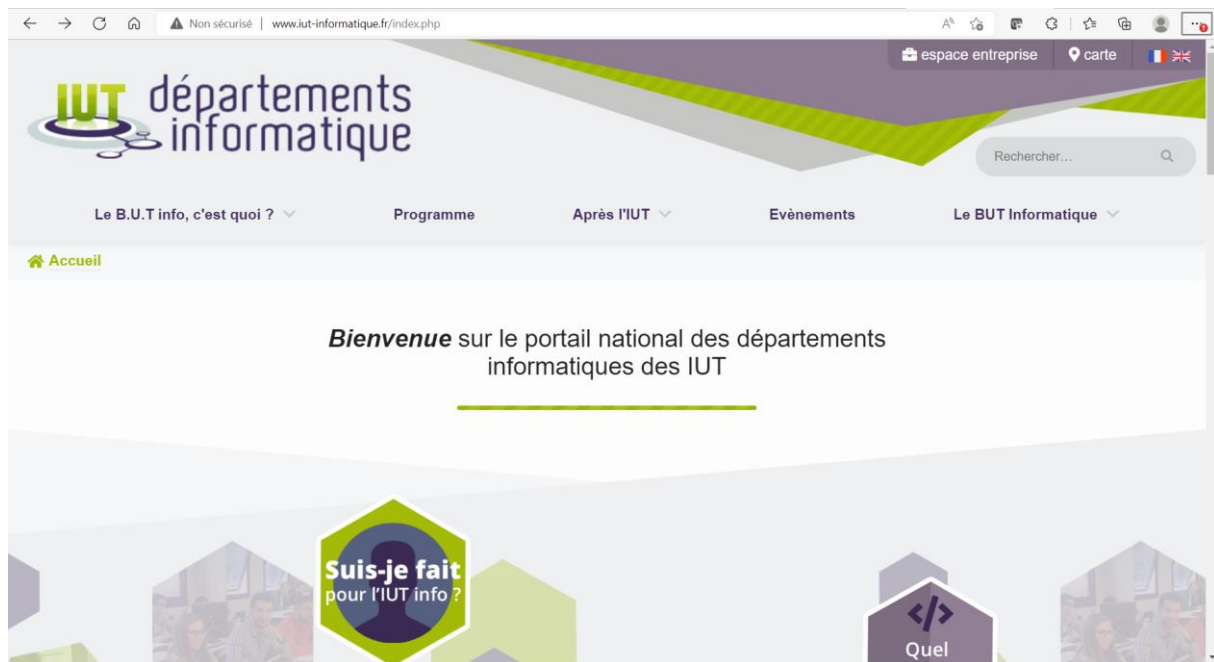 Non sécurisé | www.iut-informatique.fr/index.php
espace entreprise carte
IUT départements
informatique
Rechercher...
Le B.U.T info, c'est quoi ? Programme Après l'IUT Evènements Le BUT Informatique
Accueil
Bienvenue sur le portail national des départements
informatiques des IUT
Suis-je fait
pour l'IUT info ?
</>
Quel